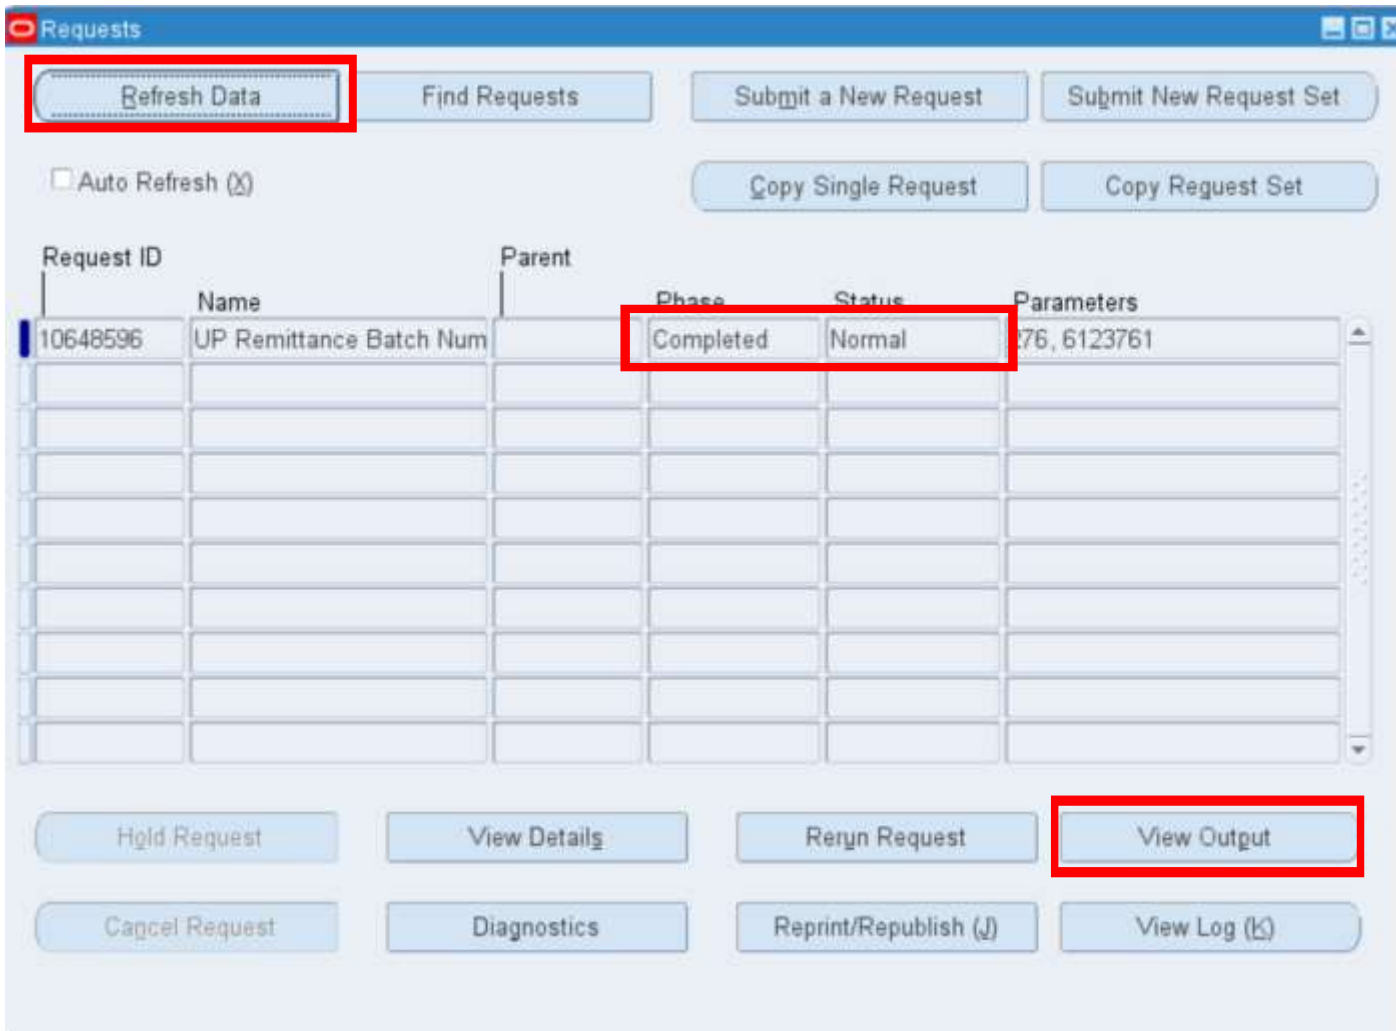 Requests
Refresh Data Find Requests Submit a New Request Submit New Request Set
Auto Refresh (X) Copy Single Request Copy Request Set
Request ID Parent
Name Phase Status Parameters
10648596 UP Remittance Batch Num Completed Normal 276, 6123761
Hold Request View Details Rerun Request View Output
Cancel Request Diagnostics Reprint/Republish (J) View Log (K)